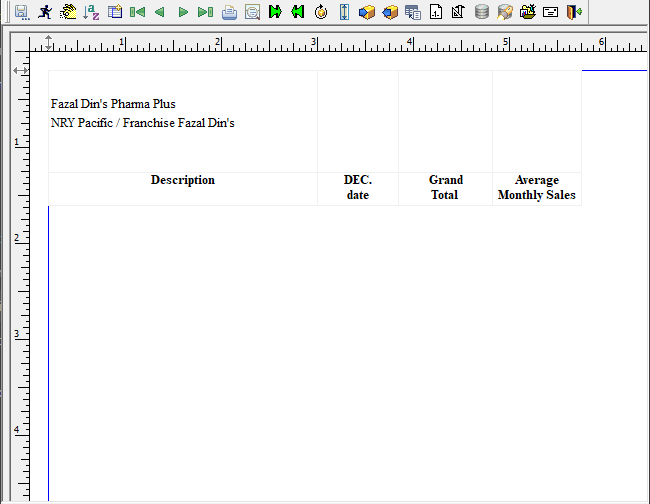 1 2 3 4 5 6
Fazal Din's Pharma Plus
NRY Pacific / Franchise Fazal Din's
1
Description DEC. date Grand Total Average Monthly Sales
2
3
4